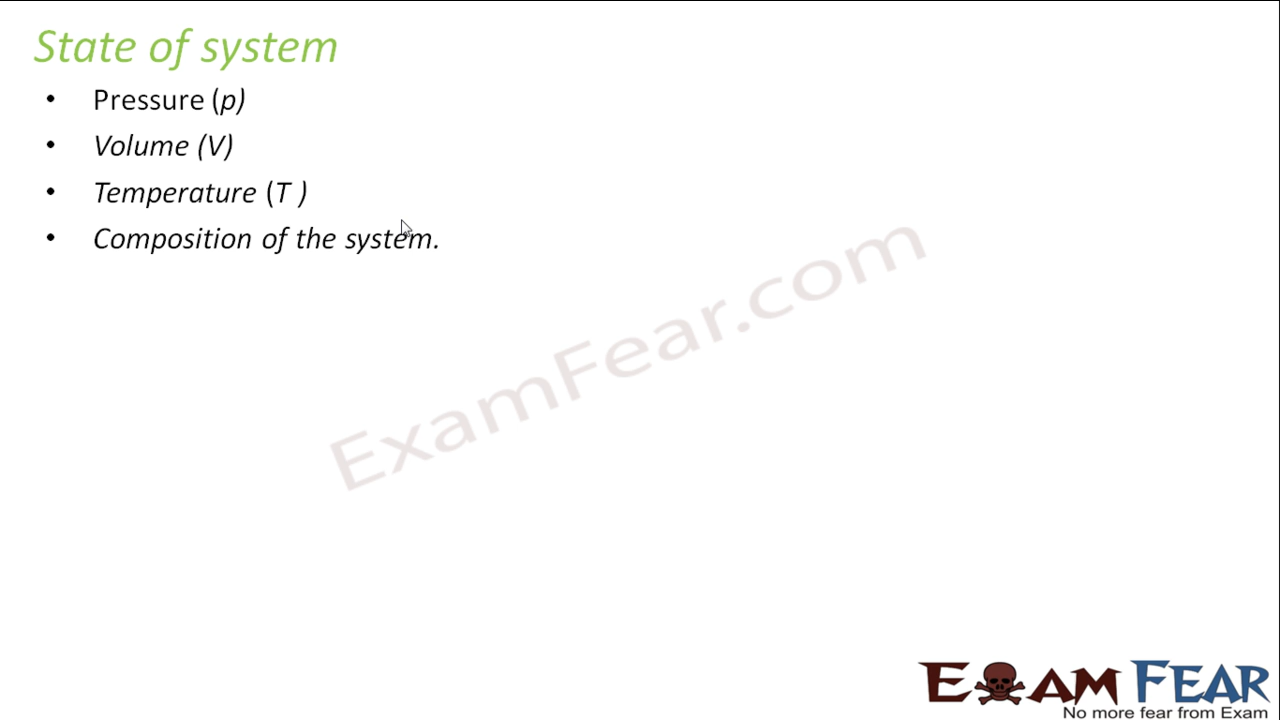 State of system
• Pressure (p)
• Volume (V)
• Temperature (T )
• Composition of the system.
ExamFear.com
EXAM FEAR
No more fear from Exam